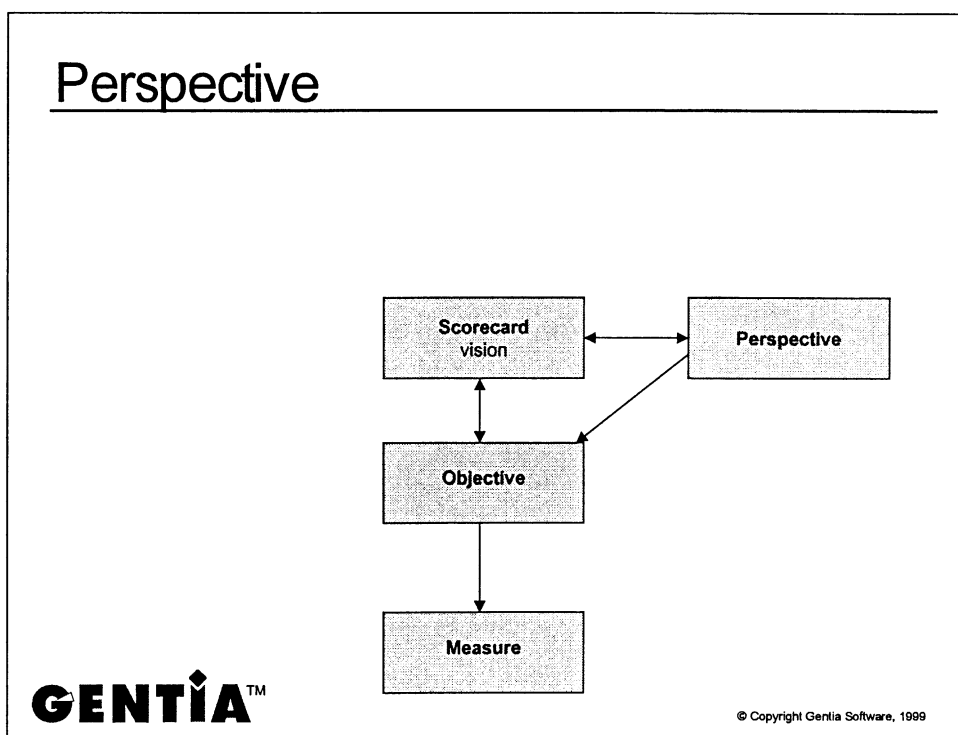 Perspective
Scorecard
vision
Perspective
Objective
Measure
GENTIA™
© Copyright Gentia Software, 1999